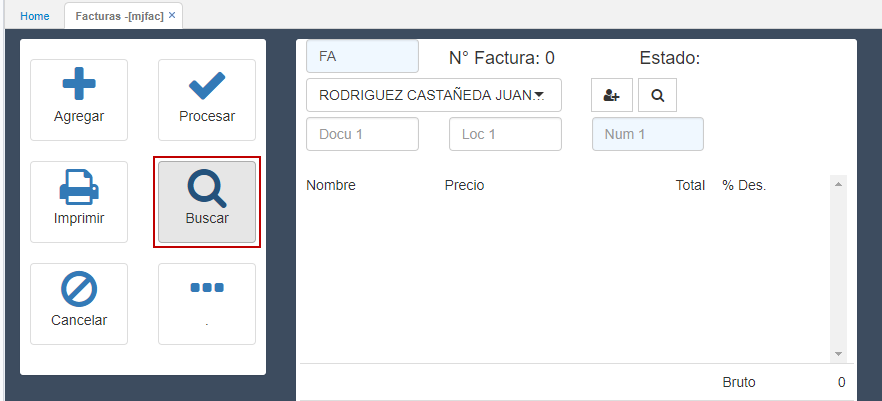 Home Facturas -[mjfac] ×
Agregar
Procesar
Imprimir
Buscar
Cancelar
.
FA N° Factura: 0 Estado:
RODRIGUEZ CASTAÑEDA JUAN...
Docu 1 Loc 1 Num 1
Nombre Precio Total % Des.
Bruto 0